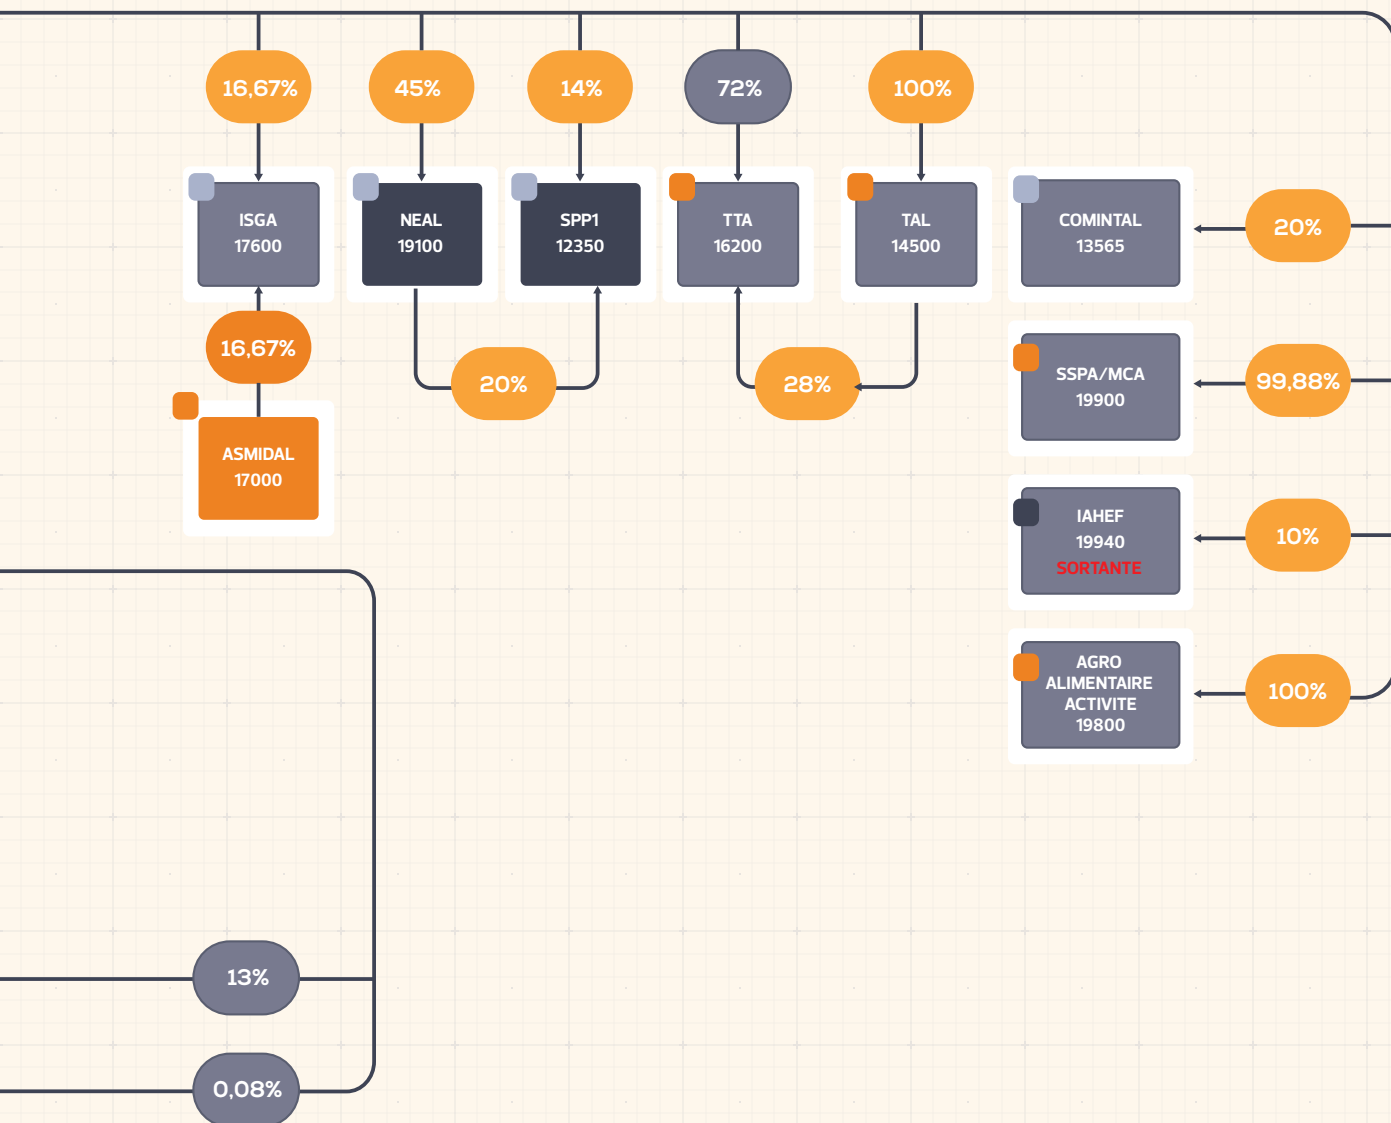 16,67%
45%
14%
72%
100%
ISGA
17600
NEAL
19100
SPP1
12350
TTA
16200
TAL
14500
COMINTAL
13565
20%
16,67%
20%
28%
SSPA/MCA
19900
99,88%
ASMIDAL
17000
IAHEF
19940
SORTANTE
10%
AGRO
ALIMENTAIRE
ACTIVITE
19800
100%
13%
0,08%